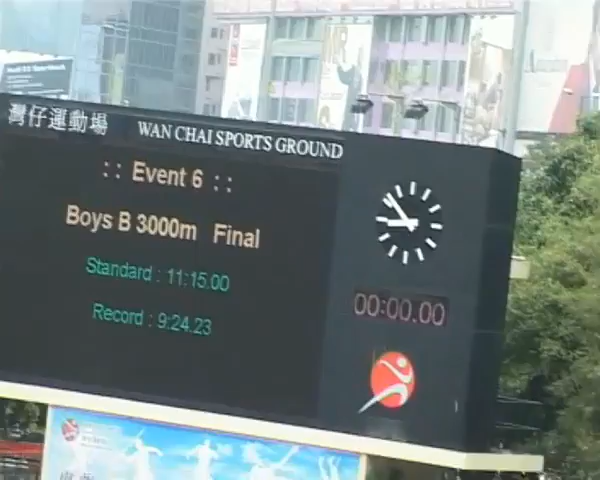 灣仔運動場 WAN CHAI SPORTS GROUND
: : Event 6 : :
Boys B 3000m Final
Standard : 11:15.00
Record : 9:24.23
00:00.00